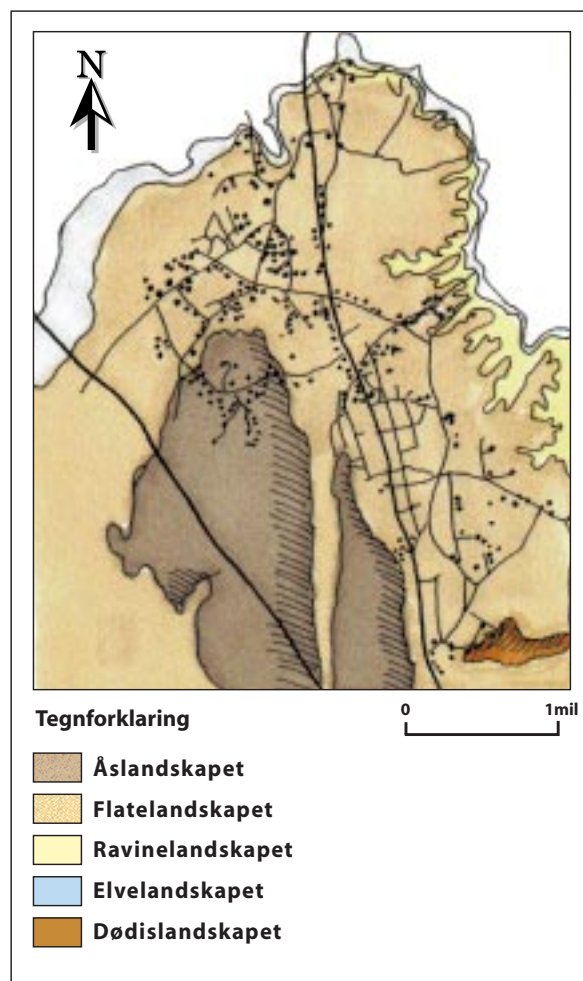 N
Tegnforklaring
0 1mil
Åslandskapet
Flatelandskapet
Ravinelandskapet
Elvelandskapet
Dødislandskapet